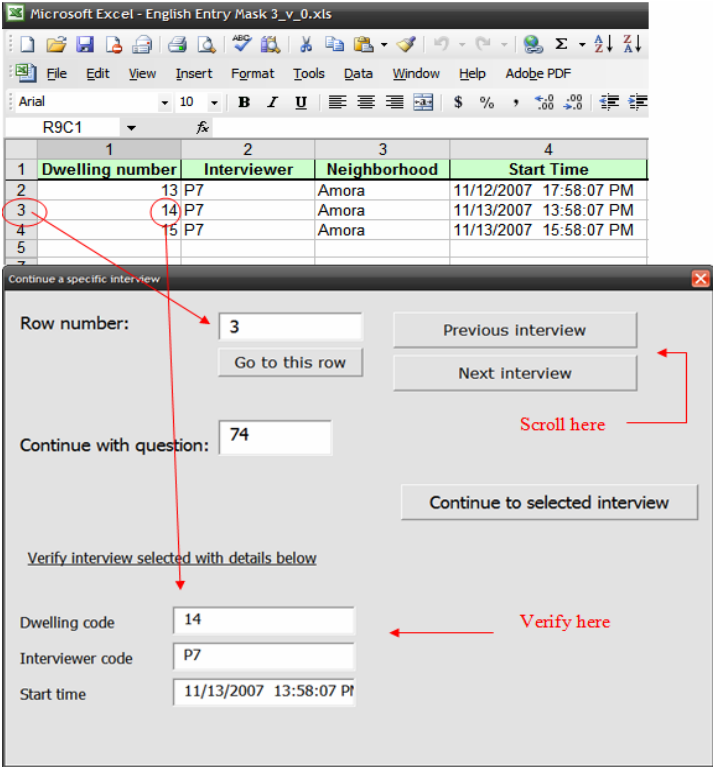 Microsoft Excel - English Entry Mask 3_v_0.xls
File Edit View Insert Format Tools Data Window Help Adobe PDF
Arial 10 B I U $ % , .00 .00
R9C1 fx
1 2 3 4
1 Dwelling number Interviewer Neighborhood Start Time
2 13 P7 Amora 11/12/2007 17:58:07 PM
3 14 P7 Amora 11/13/2007 13:58:07 PM
4 15 P7 Amora 11/13/2007 15:58:07 PM
5
Continue a specific interview
Row number: 3 Previous interview
Go to this row Next interview
Scroll here
Continue with question: 74
Continue to selected interview
Verify interview selected with details below
Dwelling code 14 Verify here
Interviewer code P7
Start time 11/13/2007 13:58:07 PM